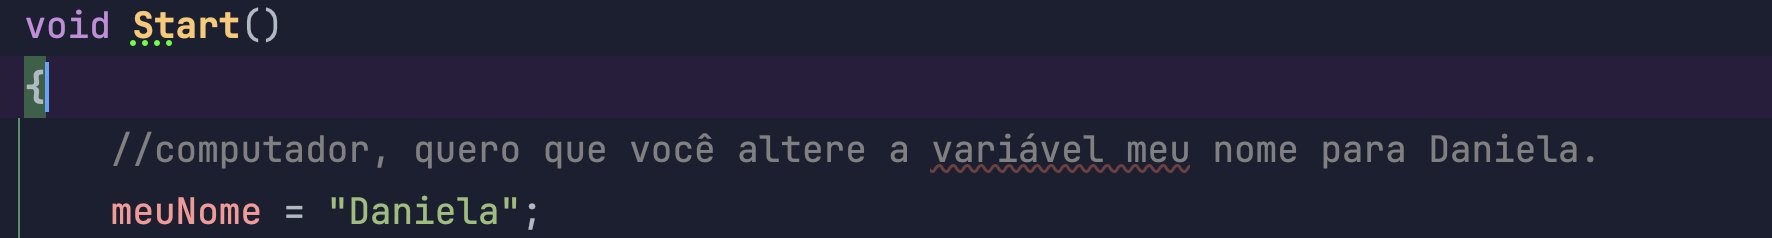 void Start()
{
//computador, quero que você altere a variável meu nome para Daniela.
meuNome = "Daniela";